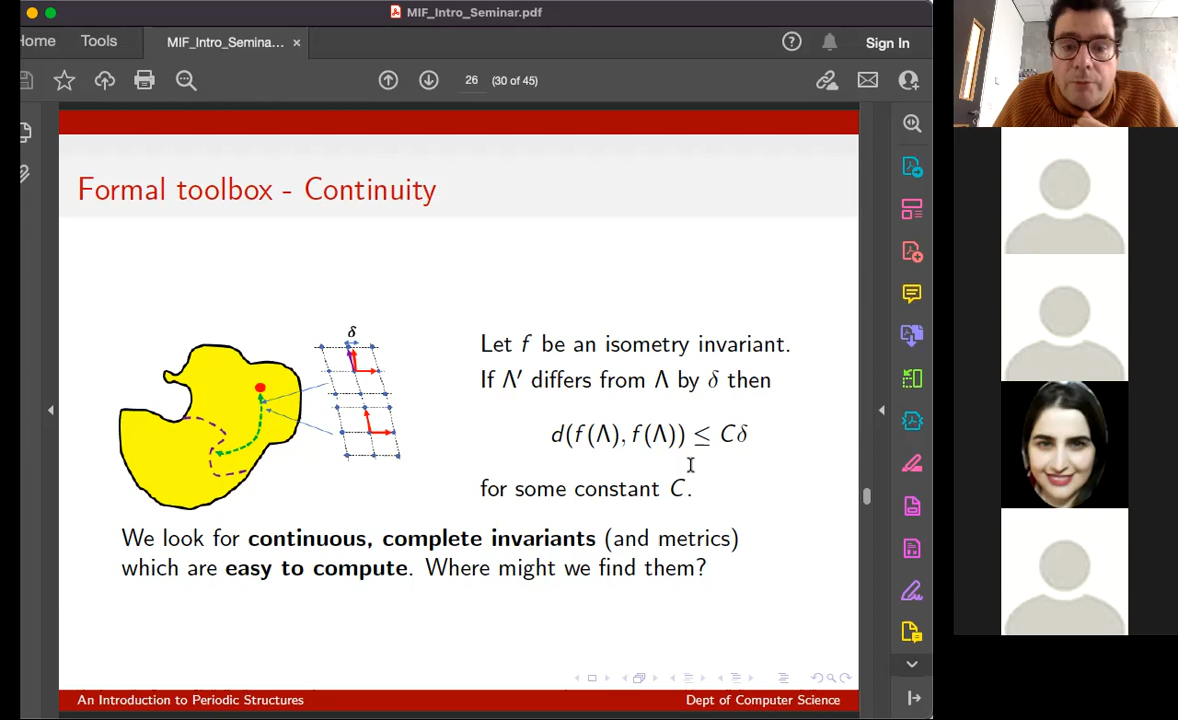 MIF_Intro_Seminar.pdf
Home
Tools
MIF_Intro_Semina...
Sign In
26
(30 of 45)
Formal toolbox - Continuity
δ
Let f be an isometry invariant.
If Λ′ differs from Λ by δ then
d(f(Λ), f(Λ)) ≤ Cδ
for some constant C.
We look for continuous, complete invariants (and metrics)
which are easy to compute. Where might we find them?
An Introduction to Periodic Structures
Dept of Computer Science